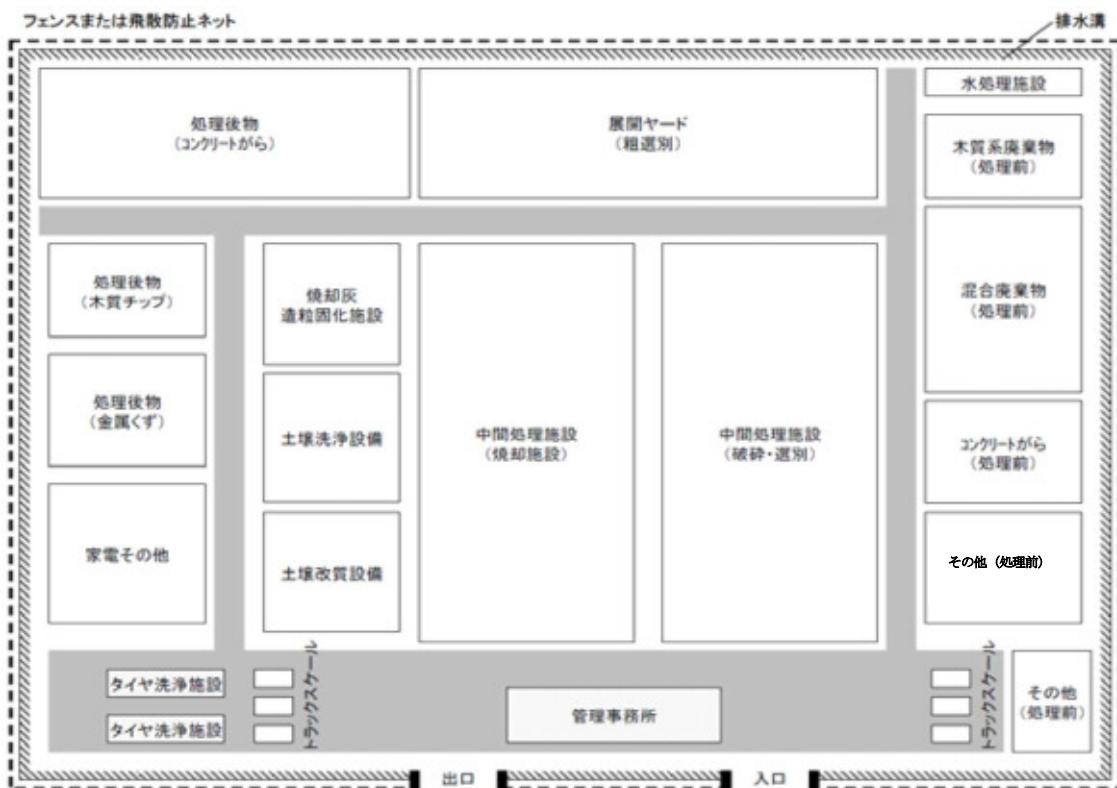 フェンスまたは飛散防止ネット
排水溝
処理後物
(コンクリートがら)
展開ヤード
(粗選別)
水処理施設
木質系廃棄物
(処理前)
処理後物
(木質チップ)
焼却灰
造粒固化施設
混合廃棄物
(処理前)
処理後物
(金属くず)
土壌洗浄設備
中間処理施設
(焼却施設)
中間処理施設
(破砕・選別)
コンクリートがら
(処理前)
家電その他
土壌改質設備
その他(処理前)
タイヤ洗浄施設
タイヤ洗浄施設
トラックスケール
管理事務所
トラックスケール
その他
(処理前)
出口
入口